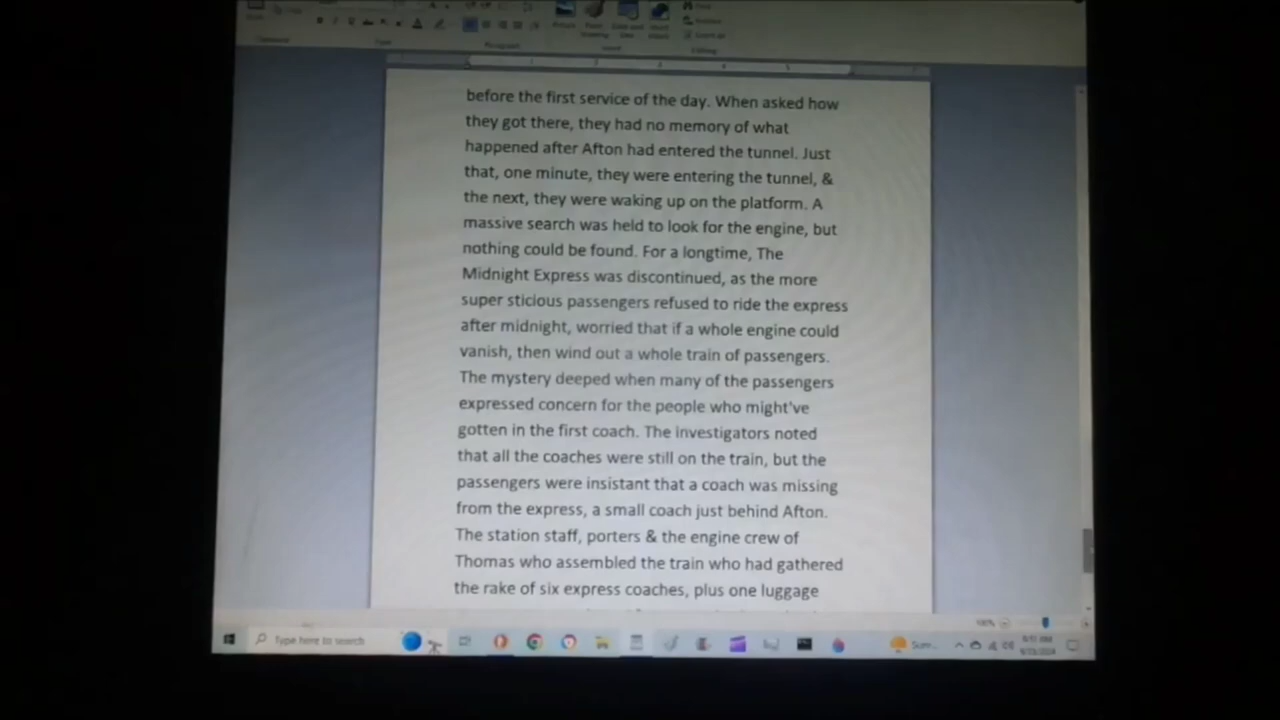 Paragraph
Editing
before the first service of the day. When asked how
they got there, they had no memory of what
happened after Afton had entered the tunnel. Just
that, one minute, they were entering the tunnel, &
the next, they were waking up on the platform. A
massive search was held to look for the engine, but
nothing could be found. For a longtime, The
Midnight Express was discontinued, as the more
super sticious passengers refused to ride the express
after midnight, worried that if a whole engine could
vanish, then wind out a whole train of passengers.
The mystery deeped when many of the passengers
expressed concern for the people who might've
gotten in the first coach. The investigators noted
that all the coaches were still on the train, but the
passengers were insistant that a coach was missing
from the express, a small coach just behind Afton.
The station staff, porters & the engine crew of
Thomas who assembled the train who had gathered
the rake of six express coaches, plus one luggage
100%
Type here to search